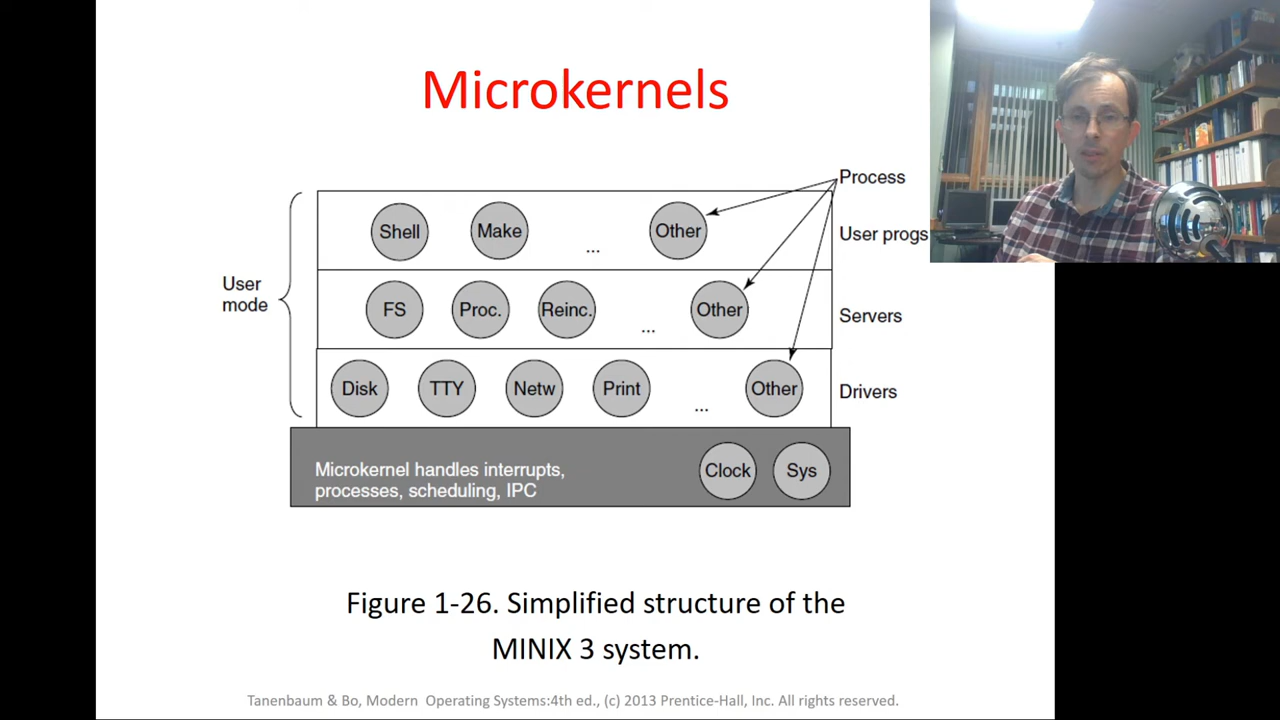 Microkernels
Process
Shell
Make
...
Other
User progs
User
mode
FS
Proc.
Reinc.
...
Other
Servers
Disk
TTY
Netw
Print
...
Other
Drivers
Microkernel handles interrupts,
processes, scheduling, IPC
Clock
Sys
Figure 1-26. Simplified structure of the
MINIX 3 system.
Tanenbaum & Bo, Modern  Operating Systems:4th ed., (c) 2013 Prentice-Hall, Inc. All rights reserved.